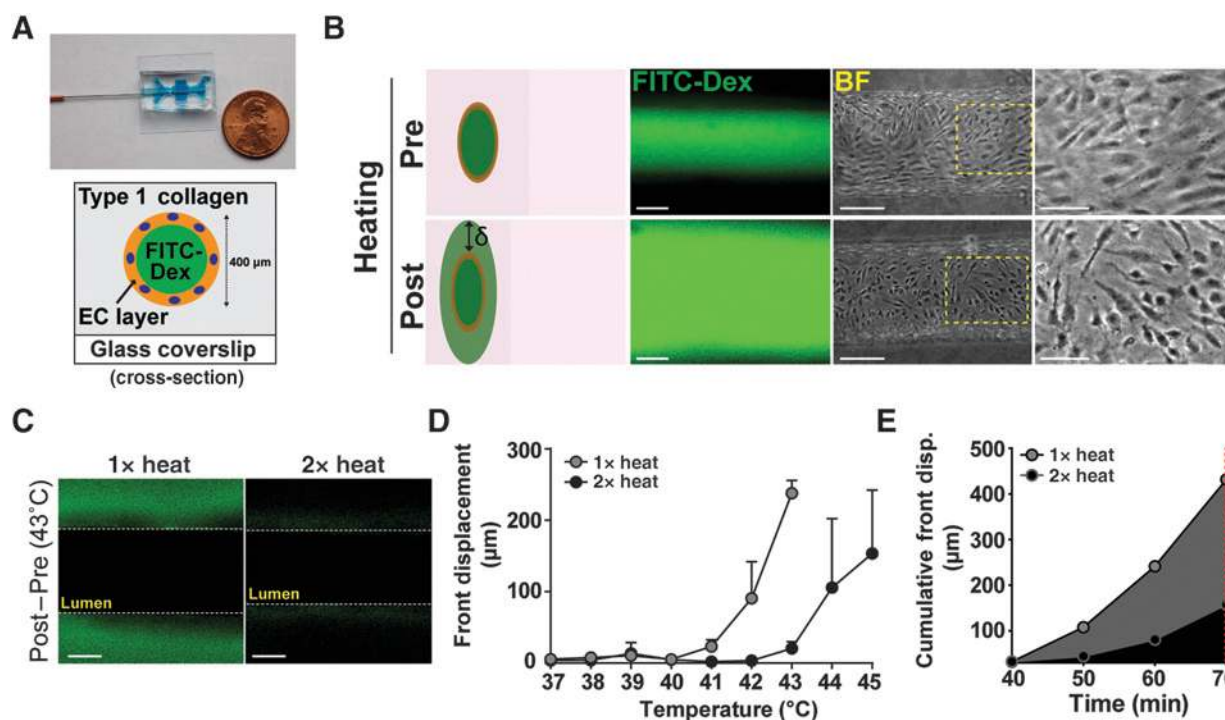 A
Type 1 collagen
FITC-
Dex
400 µm
EC layer
Glass coverslip
(cross-section)
B
Heating
Pre
Post
δ
FITC-Dex
BF
C
1× heat
2× heat
Post–Pre (43°C)
Lumen
Lumen
D
Front displacement
(µm)
300
200
100
0
1× heat
2× heat
37 38 39 40 41 42 43 44 45
Temperature (°C)
E
Cumulative front disp.
(µm)
500
400
300
200
100
1× heat
2× heat
40 50 60
Time (min)